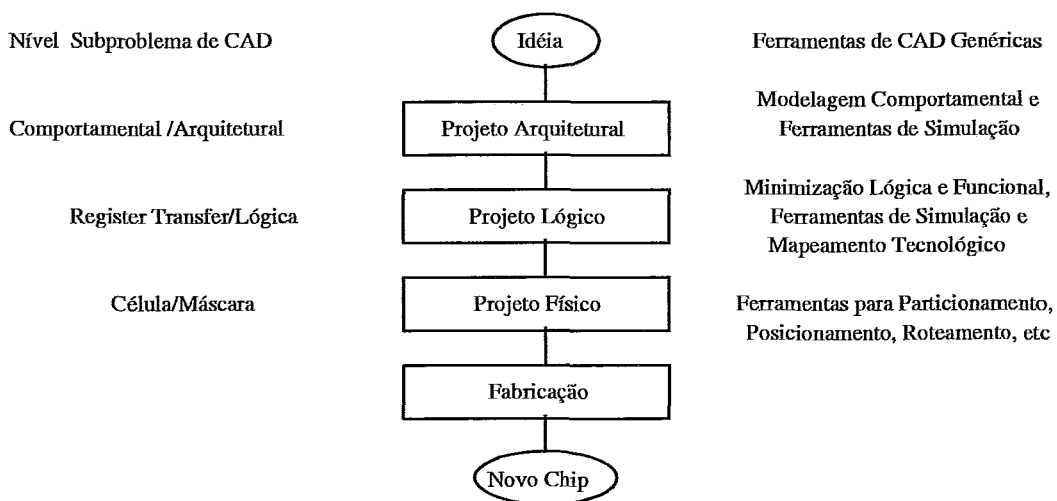 Nível Subproblema de CAD
Idéia
Ferramentas de CAD Genéricas
Comportamental /Arquitetural
Projeto Arquitetural
Modelagem Comportamental e
Ferramentas de Simulação
Register Transfer/Lógica
Projeto Lógico
Minimização Lógica e Funcional,
Ferramentas de Simulação e
Mapeamento Tecnológico
Célula/Máscara
Projeto Físico
Ferramentas para Particionamento,
Posicionamento, Roteamento, etc
Fabricação
Novo Chip